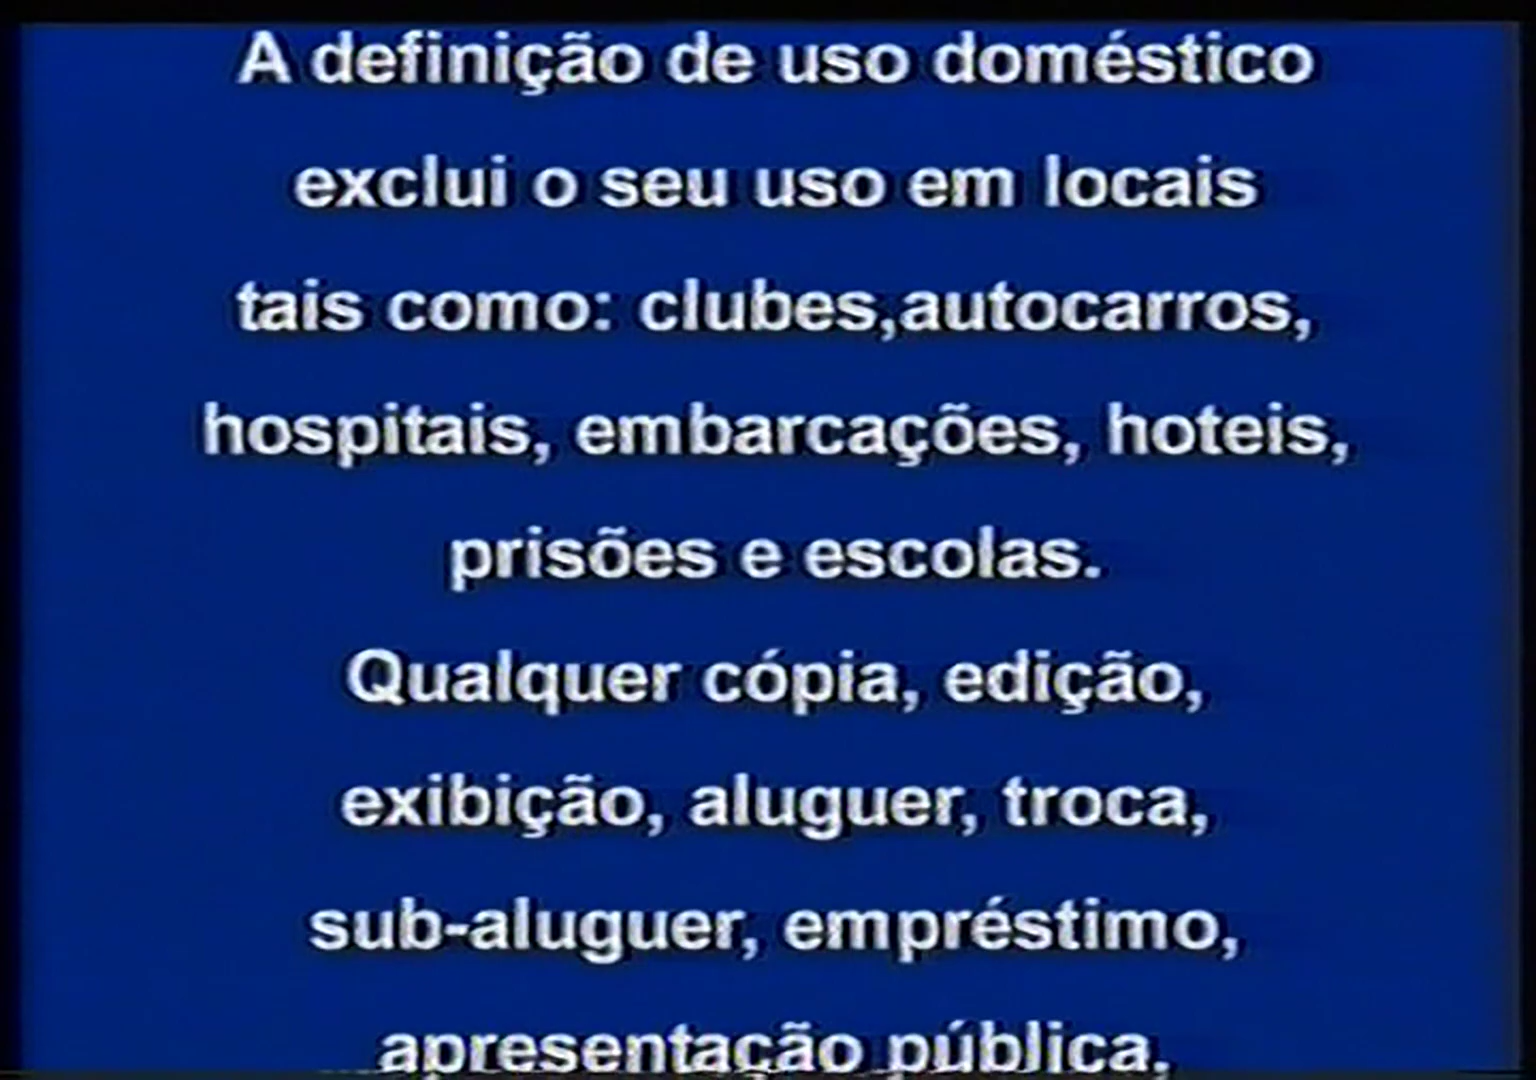 A definição de uso doméstico
exclui o seu uso em locais
tais como: clubes,autocarros,
hospitais, embarcações, hoteis,
prisões e escolas.
Qualquer cópia, edição,
exibição, aluguer, troca,
sub-aluguer, empréstimo,
apresentação pública,